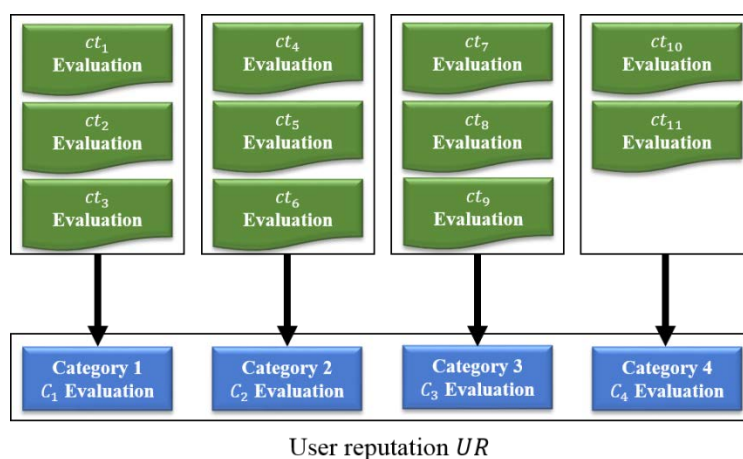 ct₁
Evaluation
ct₂
Evaluation
ct₃
Evaluation
ct₄
Evaluation
ct₅
Evaluation
ct₆
Evaluation
ct₇
Evaluation
ct₈
Evaluation
ct₉
Evaluation
ct₁₀
Evaluation
ct₁₁
Evaluation
Category 1
C₁ Evaluation
Category 2
C₂ Evaluation
Category 3
C₃ Evaluation
Category 4
C₄ Evaluation
User reputation UR